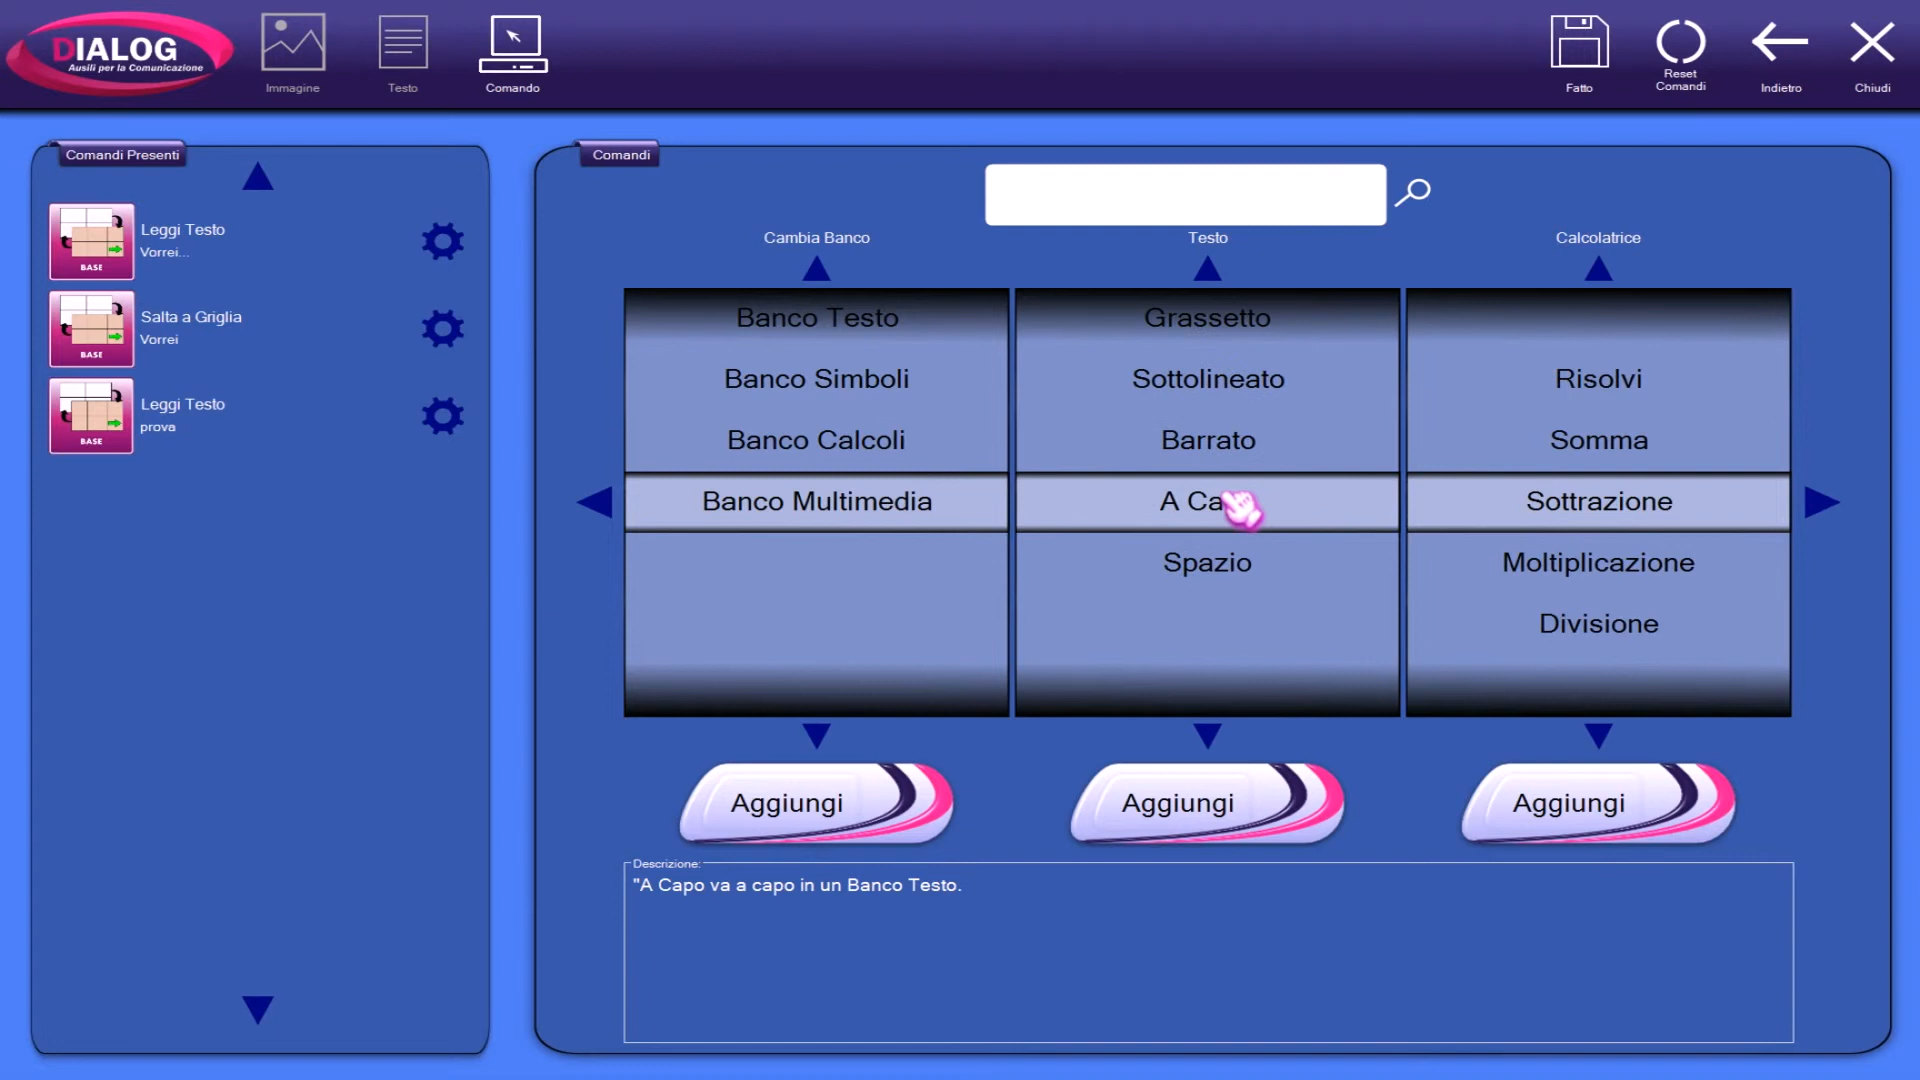 DIALOG
Ausili per la Comunicazione
Immagine
Testo
Comando
Fatto
Reset
Comandi
Indietro
Chiudi
Comandi Presenti
Leggi Testo
Vorrei...
BASE
Salta a Griglia
Vorrei
BASE
Leggi Testo
prova
BASE
Comandi
Cambia Banco
Testo
Calcolatrice
Banco Testo
Grassetto
Banco Simboli
Sottolineato
Risolvi
Banco Calcoli
Barrato
Somma
Banco Multimedia
A Ca
Sottrazione
Spazio
Moltiplicazione
Divisione
Aggiungi
Aggiungi
Aggiungi
Descrizione:
"A Capo va a capo in un Banco Testo.